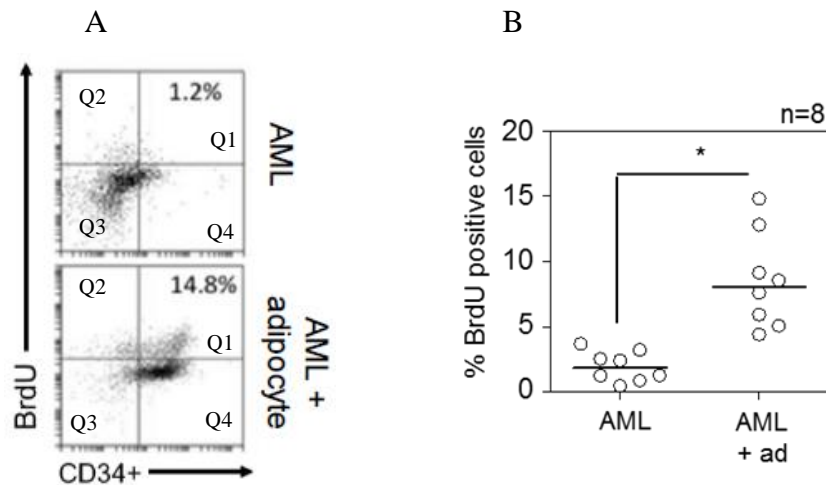 A
B
Q2
1.2%
Q1
Q3
Q4
AML
Q2
14.8%
Q1
Q3
Q4
AML +
adipocyte
BrdU
CD34+
n=8
*
% BrdU positive cells
20
15
10
5
0
AML
AML
+ ad